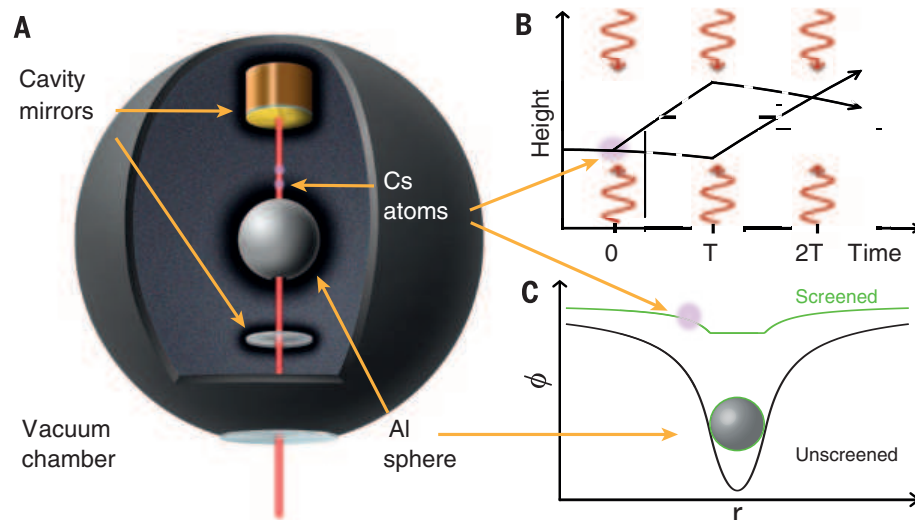 A
Cavity
mirrors
Cs
atoms
Vacuum
chamber
Al
sphere
B
Height
0 T 2T Time
C
Screened
ϕ
Unscreened
r